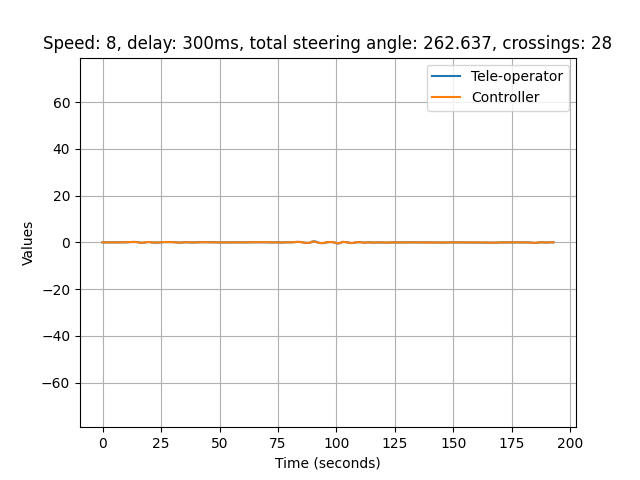 Speed: 8, delay: 300ms, total steering angle: 262.637, crossings: 28
Tele-operator
Controller
Values
60
40
20
0
−20
−40
−60
0 25 50 75 100 125 150 175 200
Time (seconds)